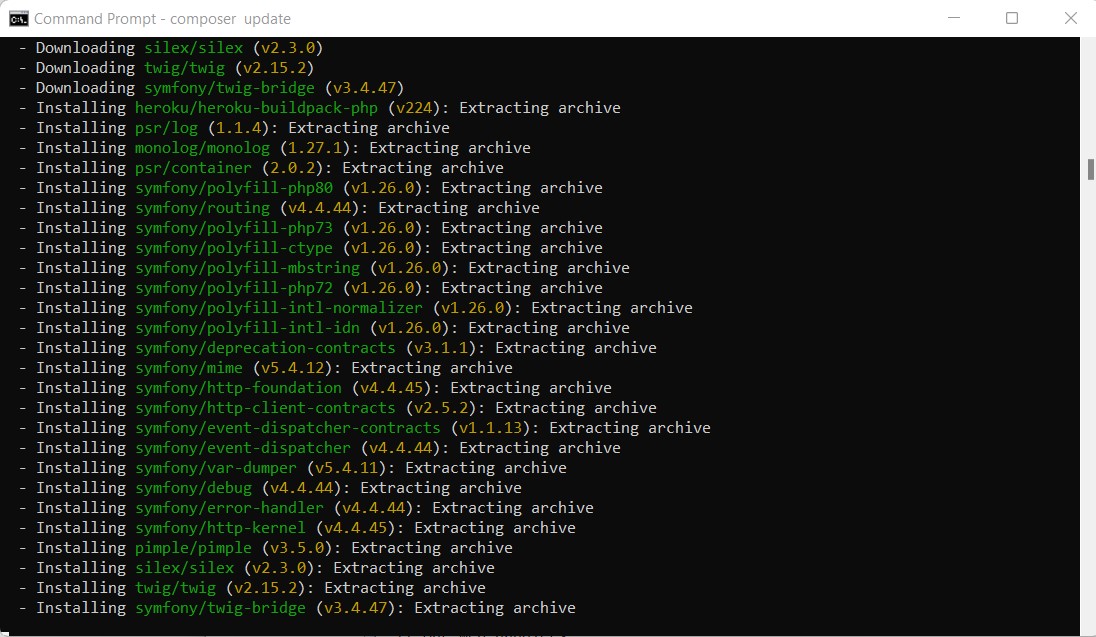 Command Prompt - composer update
- Downloading silex/silex (v2.3.0)
- Downloading twig/twig (v2.15.2)
- Downloading symfony/twig-bridge (v3.4.47)
- Installing heroku/heroku-buildpack-php (v224): Extracting archive
- Installing psr/log (1.1.4): Extracting archive
- Installing monolog/monolog (1.27.1): Extracting archive
- Installing psr/container (2.0.2): Extracting archive
- Installing symfony/polyfill-php80 (v1.26.0): Extracting archive
- Installing symfony/routing (v4.4.44): Extracting archive
- Installing symfony/polyfill-php73 (v1.26.0): Extracting archive
- Installing symfony/polyfill-ctype (v1.26.0): Extracting archive
- Installing symfony/polyfill-mbstring (v1.26.0): Extracting archive
- Installing symfony/polyfill-php72 (v1.26.0): Extracting archive
- Installing symfony/polyfill-intl-normalizer (v1.26.0): Extracting archive
- Installing symfony/polyfill-intl-idn (v1.26.0): Extracting archive
- Installing symfony/deprecation-contracts (v3.1.1): Extracting archive
- Installing symfony/mime (v5.4.12): Extracting archive
- Installing symfony/http-foundation (v4.4.45): Extracting archive
- Installing symfony/http-client-contracts (v2.5.2): Extracting archive
- Installing symfony/event-dispatcher-contracts (v1.1.13): Extracting archive
- Installing symfony/event-dispatcher (v4.4.44): Extracting archive
- Installing symfony/var-dumper (v5.4.11): Extracting archive
- Installing symfony/debug (v4.4.44): Extracting archive
- Installing symfony/error-handler (v4.4.44): Extracting archive
- Installing symfony/http-kernel (v4.4.45): Extracting archive
- Installing pimple/pimple (v3.5.0): Extracting archive
- Installing silex/silex (v2.3.0): Extracting archive
- Installing twig/twig (v2.15.2): Extracting archive
- Installing symfony/twig-bridge (v3.4.47): Extracting archive